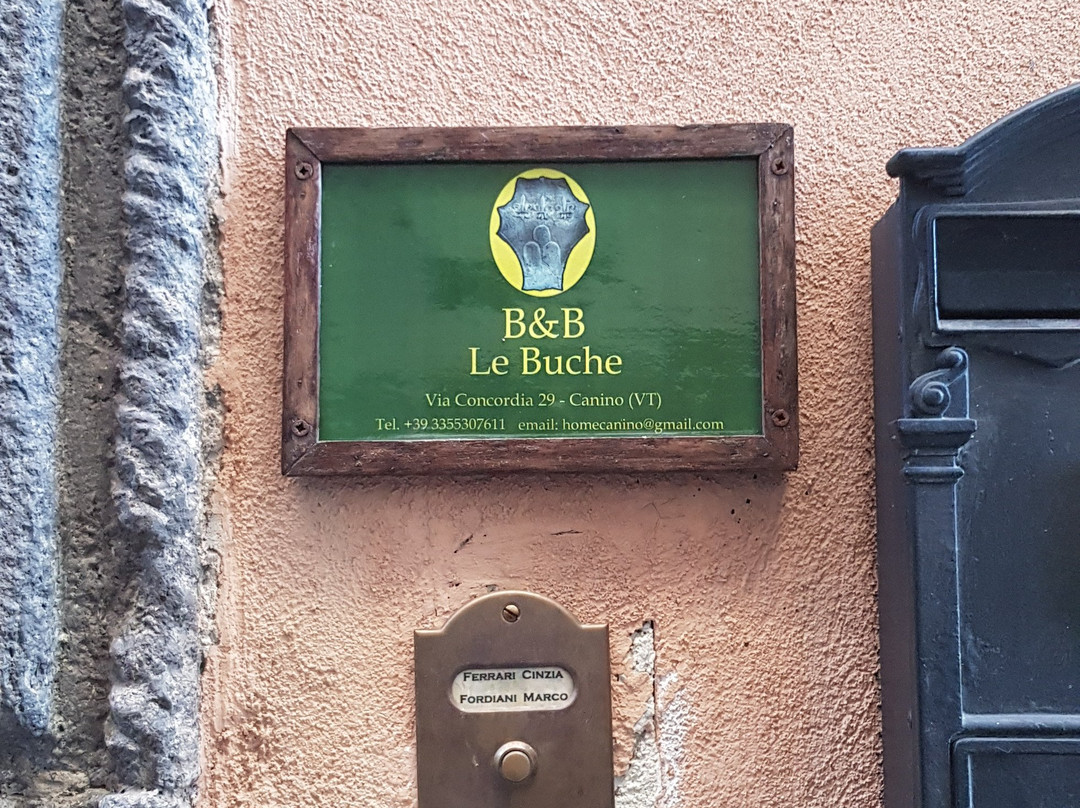 B&B
Le Buche
Via Concordia 29 - Canino (VT)
Tel. +39 3355307611 email: homecanino@gmail.com
FERRARI CINZIA
FORDIANI MARCO